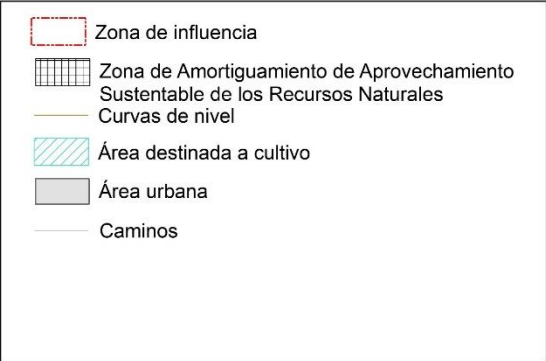 Zona de influencia
Zona de Amortiguamiento de Aprovechamiento
Sustentable de los Recursos Naturales
Curvas de nivel
Área destinada a cultivo
Área urbana
Caminos